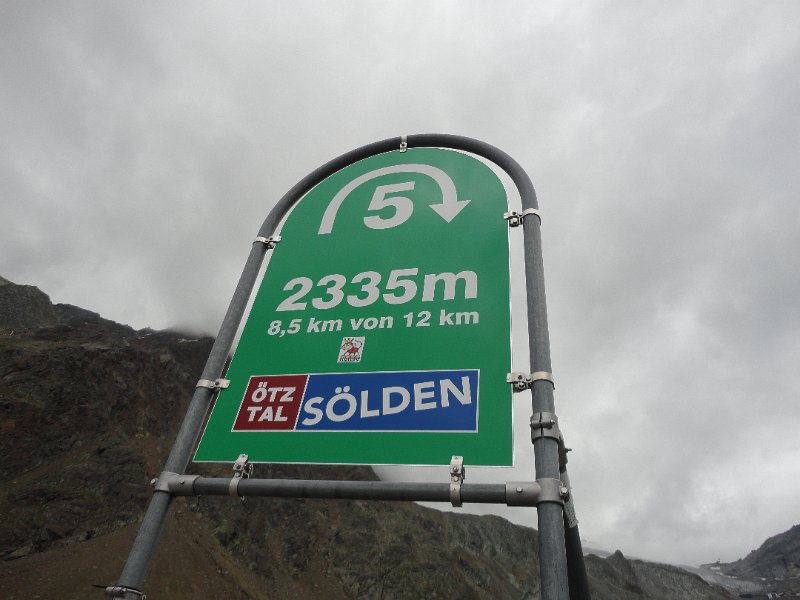 5
2335m
8,5 km von 12 km
ÖTZ
TAL
SÖLDEN